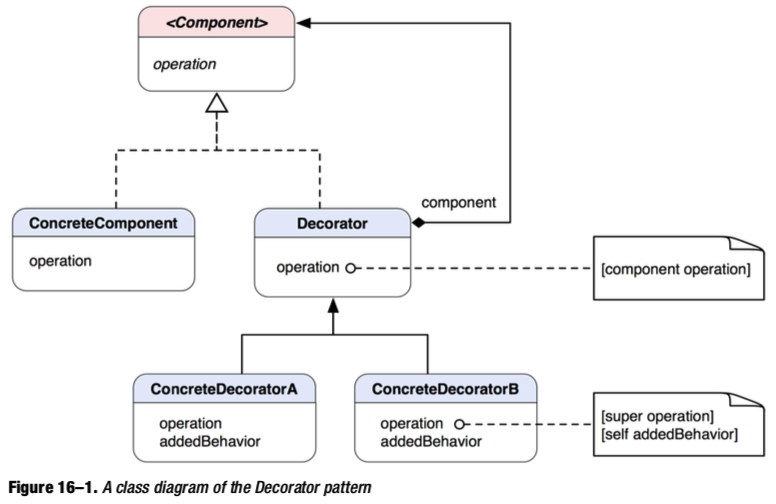 <Component>
operation
component
ConcreteComponent
operation
Decorator
operation
[component operation]
ConcreteDecoratorA
operation
addedBehavior
ConcreteDecoratorB
operation
addedBehavior
[super operation]
[self addedBehavior]
Figure 16–1. A class diagram of the Decorator pattern